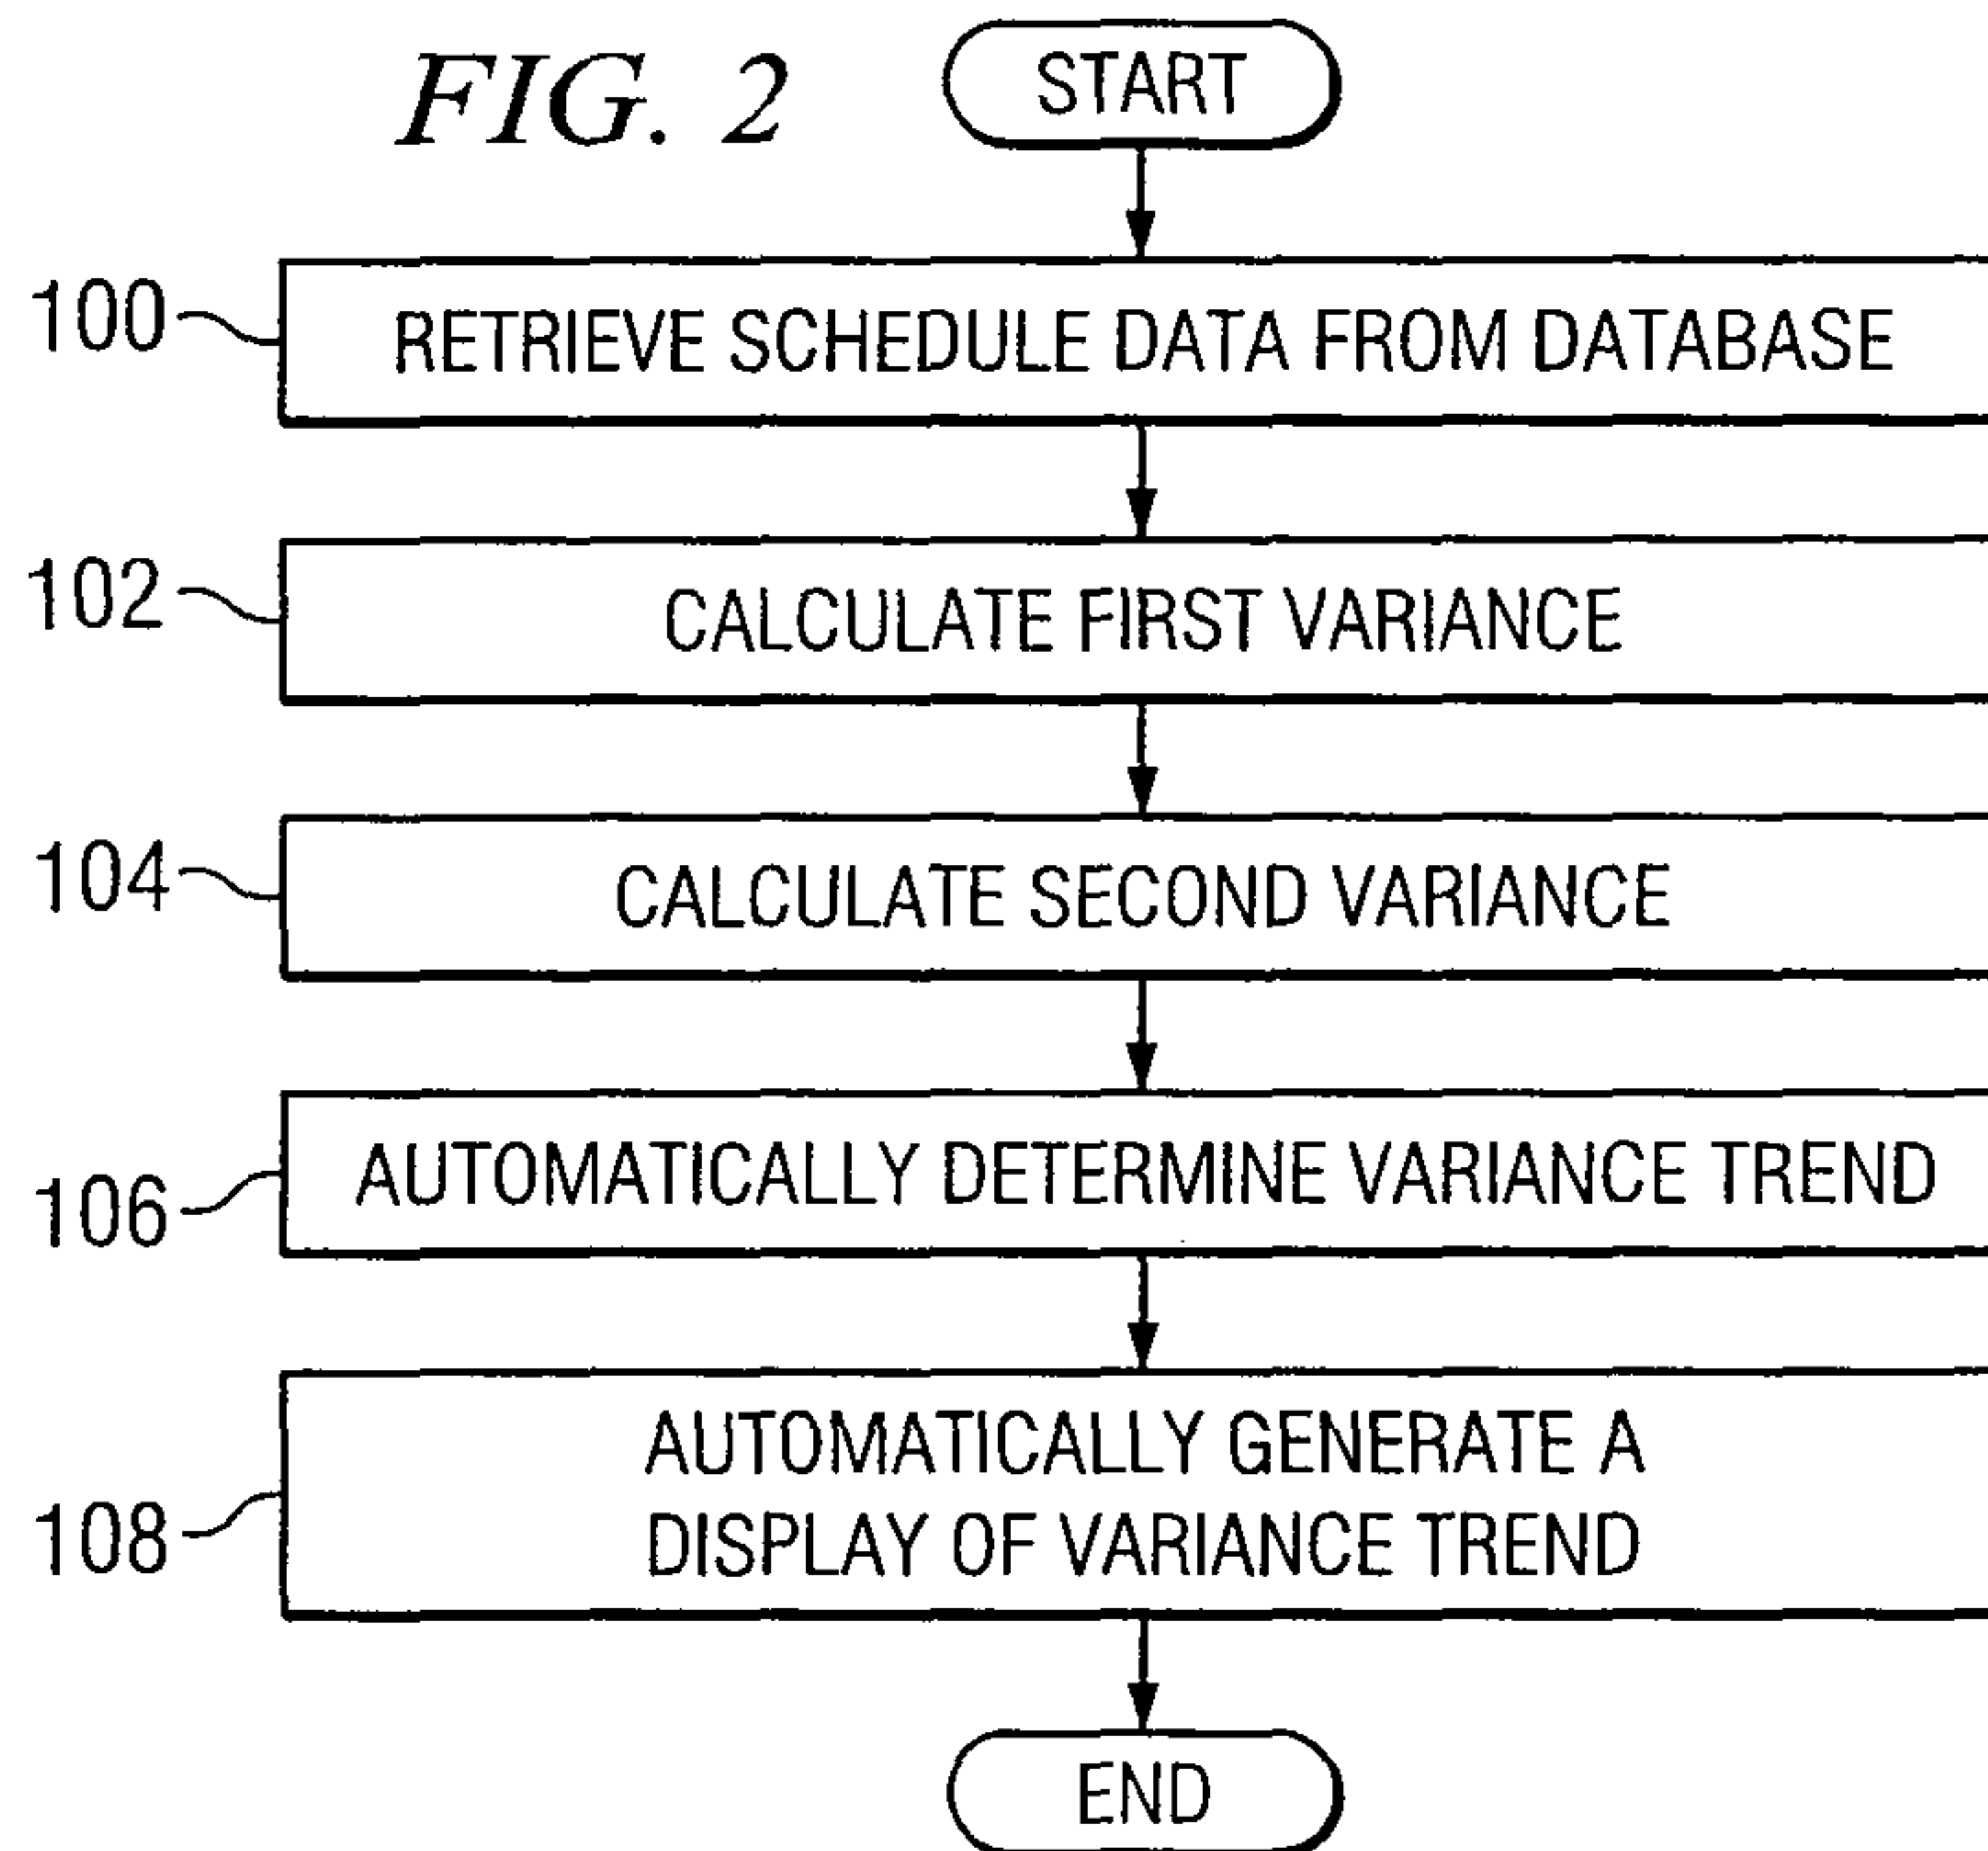 FIG. 2
START
100
RETRIEVE SCHEDULE DATA FROM DATABASE
102
CALCULATE FIRST VARIANCE
104
CALCULATE SECOND VARIANCE
106
AUTOMATICALLY DETERMINE VARIANCE TREND
108
AUTOMATICALLY GENERATE A
DISPLAY OF VARIANCE TREND
END